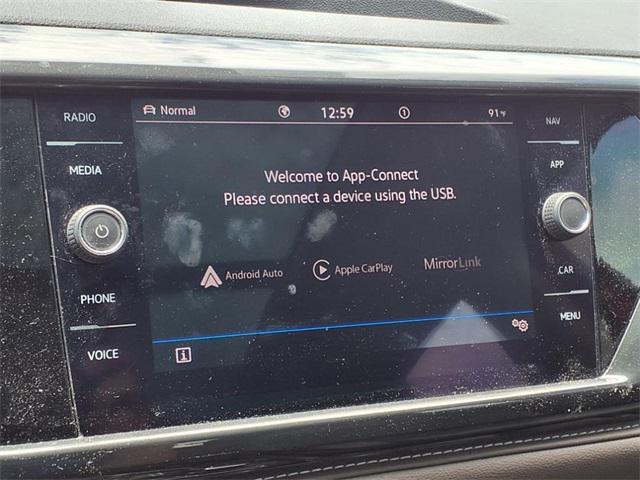 RADIO
MEDIA
PHONE
VOICE
Normal
12:59
91°F
Welcome to App-Connect
Please connect a device using the USB.
Android Auto
Apple CarPlay
MirrorLink
NAV
APP
CAR
MENU